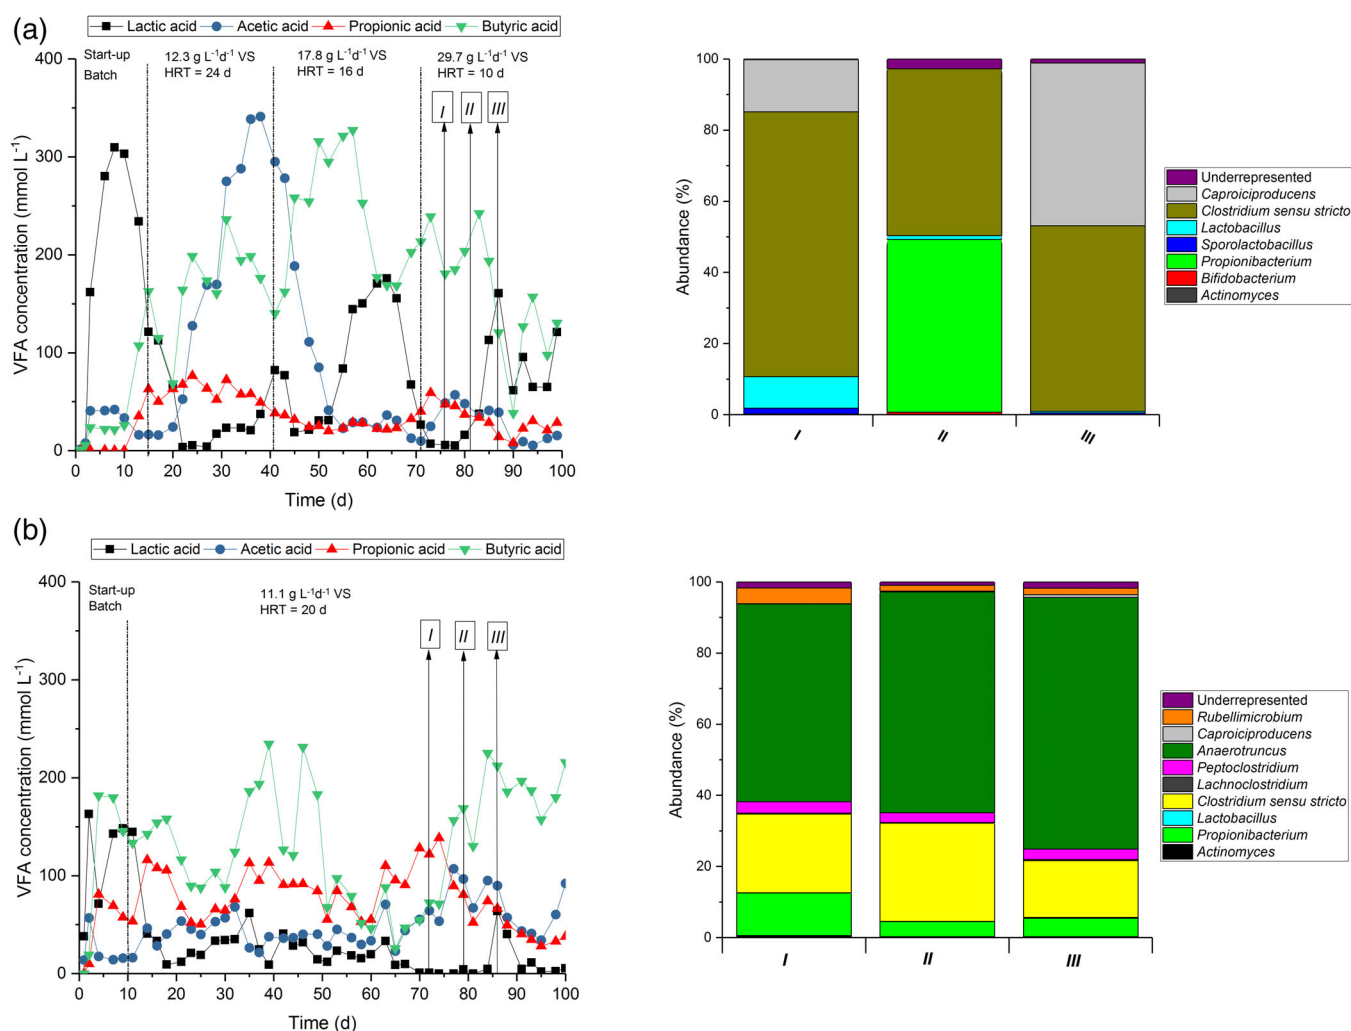 (a)
Lactic acid Acetic acid Propionic acid Butyric acid
Start-up
Batch
12.3 g L⁻¹d⁻¹ VS
HRT = 24 d
17.8 g L⁻¹d⁻¹ VS
HRT = 16 d
29.7 g L⁻¹d⁻¹ VS
HRT = 10 d
I II III
400
300
200
100
0
VFA concentration (mmol L⁻¹)
0 10 20 30 40 50 60 70 80 90 100
Time (d)
100
80
60
40
20
0
Abundance (%)
I II III
Underrepresented
Caproiciproducens
Clostridium sensu stricto
Lactobacillus
Sporolactobacillus
Propionibacterium
Bifidobacterium
Actinomyces
(b)
Lactic acid Acetic acid Propionic acid Butyric acid
Start-up
Batch
11.1 g L⁻¹d⁻¹ VS
HRT = 20 d
I II III
400
300
200
100
0
VFA concentration (mmol L⁻¹)
0 10 20 30 40 50 60 70 80 90 100
Time (d)
100
80
60
40
20
0
Abundance (%)
I II III
Underrepresented
Rubellimicrobium
Caproiciproducens
Anaerotruncus
Peptoclostridium
Lachnoclostridium
Clostridium sensu stricto
Lactobacillus
Propionibacterium
Actinomyces